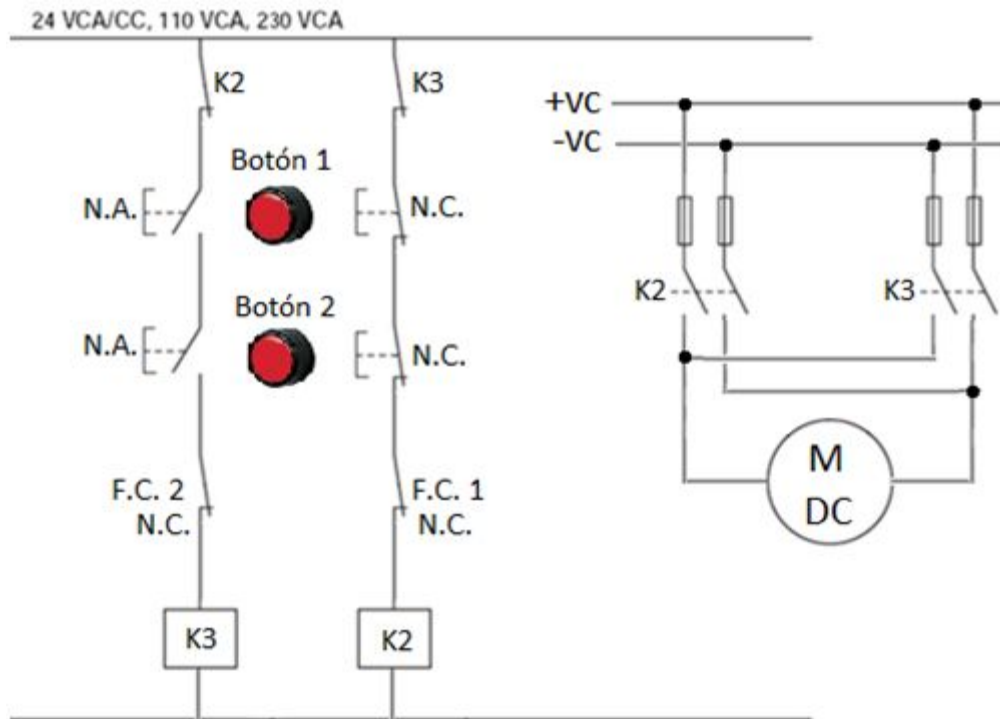 24 VCA/CC, 110 VCA, 230 VCA
K2
K3
Botón 1
N.A.
N.C.
Botón 2
N.A.
N.C.
F.C. 2
N.C.
F.C. 1
N.C.
K3
K2
+VC
-VC
K2
K3
M
DC